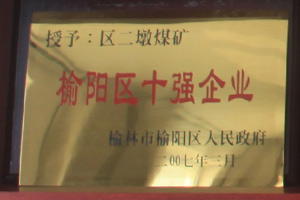 授予：区二墩煤矿
榆阳区十强企业
榆林市榆阳区人民政府
二00七年三月